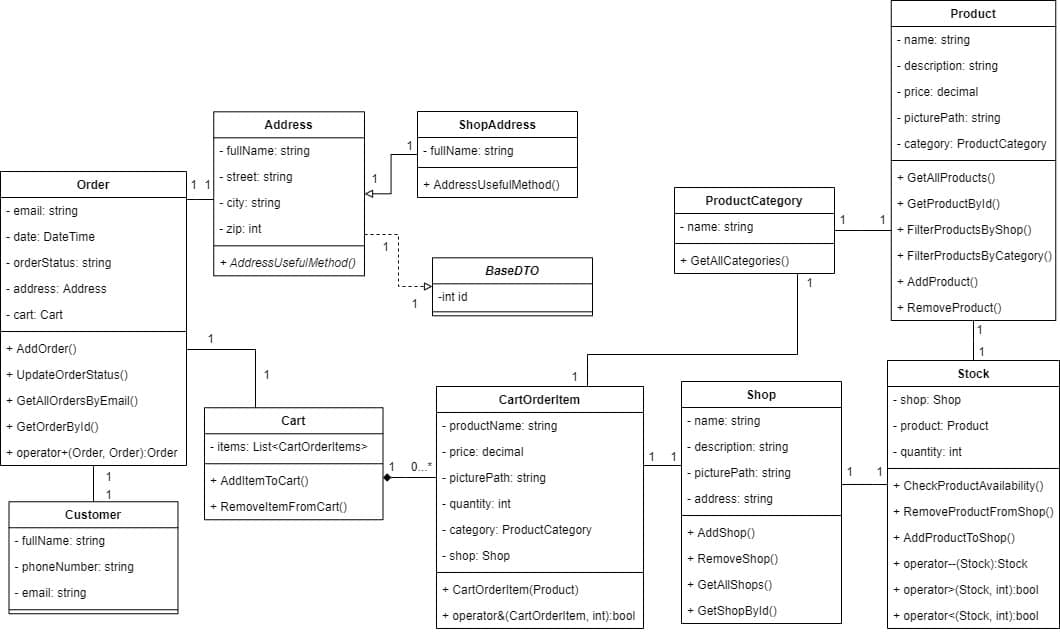 Product
- name: string
- description: string
- price: decimal
- picturePath: string
- category: ProductCategory
+ GetAllProducts()
+ GetProductById()
+ FilterProductsByShop()
+ FilterProductsByCategory()
+ AddProduct()
+ RemoveProduct()
Address
- fullName: string
- street: string
- city: string
- zip: int
+ AddressUsefulMethod()
ShopAddress
- fullName: string
+ AddressUsefulMethod()
1
1
Order
- email: string
- date: DateTime
- orderStatus: string
- address: Address
- cart: Cart
+ AddOrder()
+ UpdateOrderStatus()
+ GetAllOrdersByEmail()
+ GetOrderById()
+ operator+(Order, Order):Order
1 1
ProductCategory
- name: string
+ GetAllCategories()
1
1
1
1
1
BaseDTO
-int id
1
1
1
1
1
Stock
- shop: Shop
- product: Product
- quantity: int
+ CheckProductAvailability()
+ RemoveProductFromShop()
+ AddProductToShop()
+ operator--(Stock):Stock
+ operator>(Stock, int):bool
+ operator<(Stock, int):bool
1
CartOrderItem
- productName: string
- price: decimal
- picturePath: string
- quantity: int
- category: ProductCategory
- shop: Shop
+ CartOrderItem(Product)
+ operator&(CartOrderItem, int):bool
Shop
- name: string
- description: string
- picturePath: string
- address: string
+ AddShop()
+ RemoveShop()
+ GetAllShops()
+ GetShopById()
1 1
1 1
Cart
- items: List<CartOrderItems>
+ AddItemToCart()
+ RemoveItemFromCart()
1 0...*
1
1
Customer
- fullName: string
- phoneNumber: string
- email: string